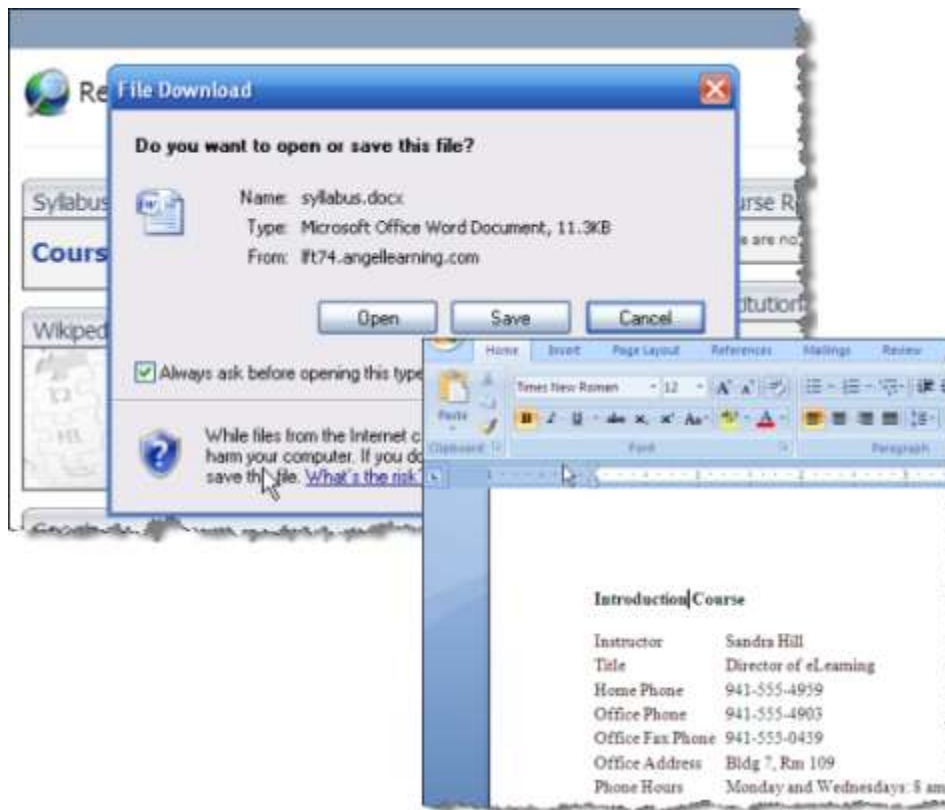 Re
File Download
Do you want to open or save this file?
Name: syllabus.docx
Type: Microsoft Office Word Document, 11.3KB
From: lft74.angellearning.com
Open Save Cancel
Always ask before opening this type
While files from the Internet c
harm your computer. If you do
save this file. What's the risk?
Syllabus
Cours
Wikiped
urse R
e are no
titution
Home Insert Page Layout References Mailings Review
Paste
Times New Roman 12
Clipboard Font Paragraph
Introduction Course
Instructor Sandra Hill
Title Director of eLearning
Home Phone 941-555-4959
Office Phone 941-555-4903
Office Fax Phone 941-555-0439
Office Address Bldg 7, Rm 109
Phone Hours Monday and Wednesdays: 8 am